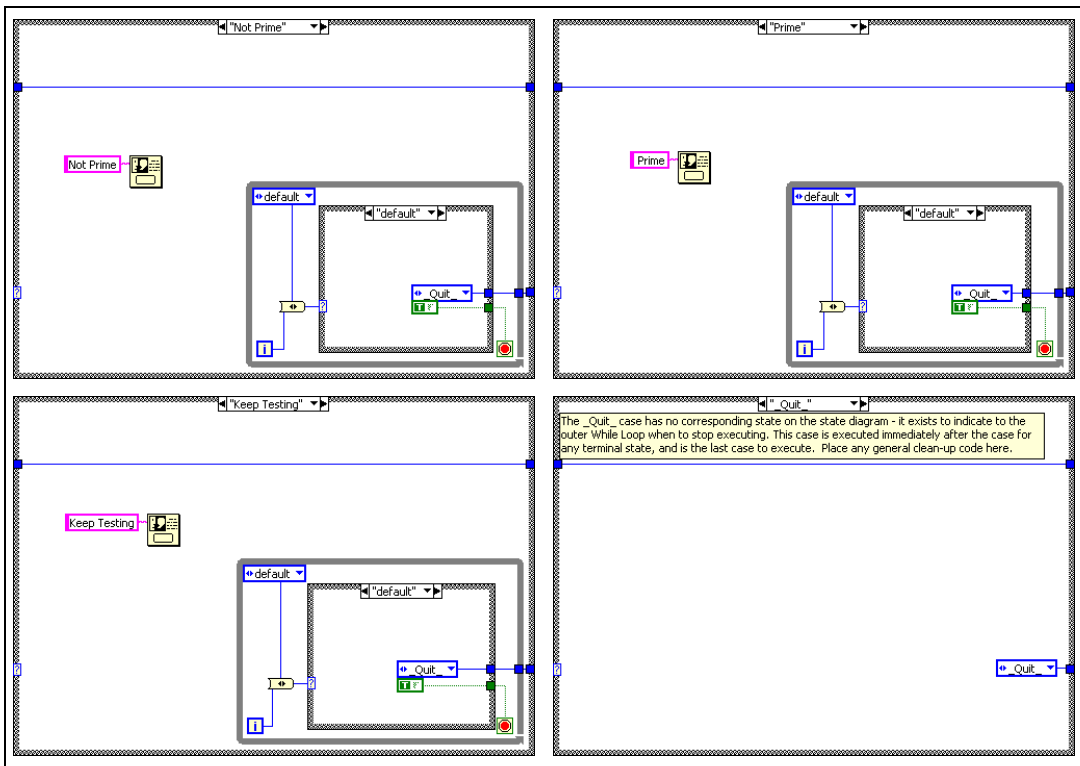 "Not Prime"
Not Prime
default
"default"
_Quit_
T F
i
"Prime"
Prime
default
"default"
_Quit_
T F
i
"Keep Testing"
Keep Testing
default
"default"
_Quit_
T F
i
"_Quit_"
The _Quit_ case has no corresponding state on the state diagram - it exists to indicate to the
outer While Loop when to stop executing. This case is executed immediately after the case for
any terminal state, and is the last case to execute. Place any general clean-up code here.
_Quit_